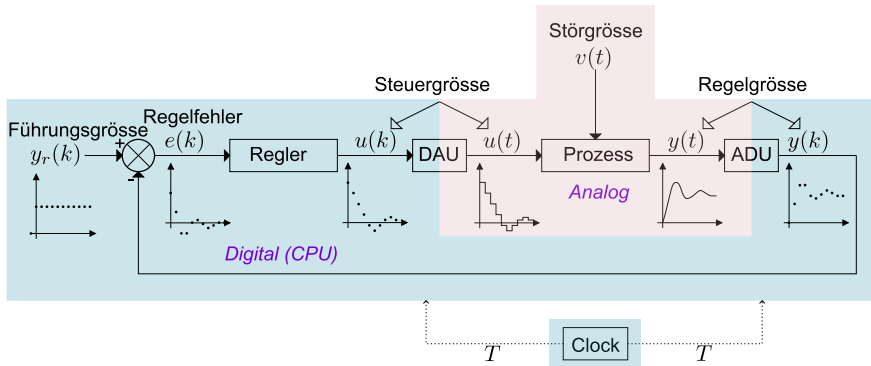 Störgrösse
v(t)
Steuergrösse
Regelgrösse
Führungsgrösse
Regelfehler
+
y_r(k)
e(k)
Regler
u(k)
DAU
u(t)
Prozess
y(t)
ADU
y(k)
-
Analog
Digital (CPU)
T
Clock
T